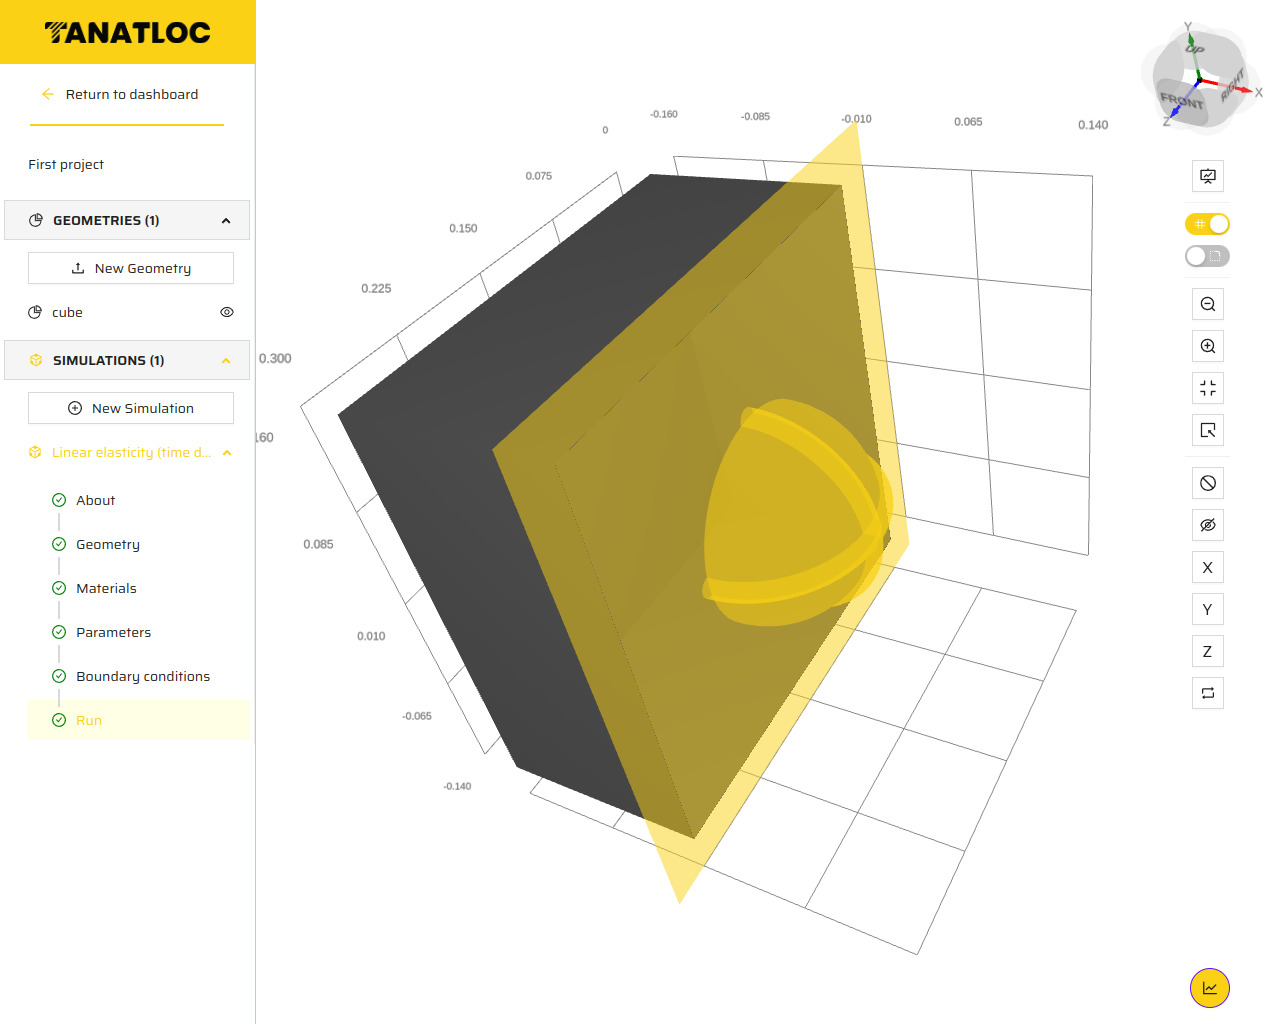 TANATLOC
Return to dashboard
First project
GEOMETRIES (1)
New Geometry
cube
SIMULATIONS (1)
New Simulation
Linear elasticity (time d...
About
Geometry
Materials
Parameters
Boundary conditions
Run
0
-0.160
-0.085
-0.010
0.065
0.140
0.075
0.150
0.225
0.300
160
0.085
0.010
-0.065
-0.140
Y
UP
FRONT
RIGHT
X
Z
X
Y
Z